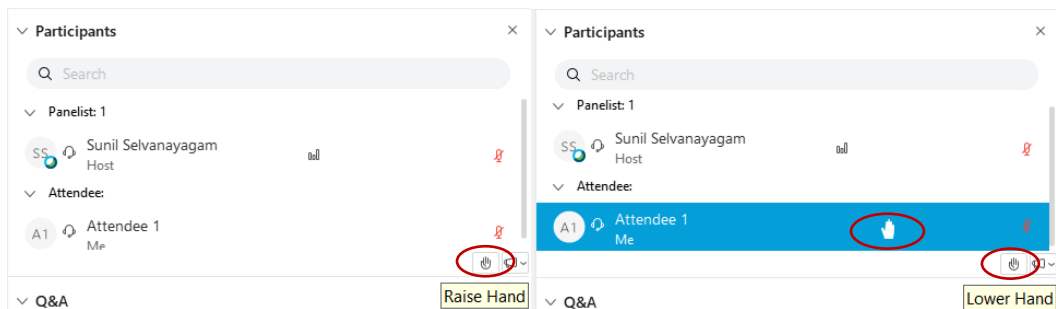 Participants
Search
Panelist: 1
SS
Sunil Selvanayagam
Host
Attendee:
A1
Attendee 1
Me
Q&A
Raise Hand
Participants
Search
Panelist: 1
SS
Sunil Selvanayagam
Host
Attendee:
A1
Attendee 1
Me
Q&A
Lower Hand